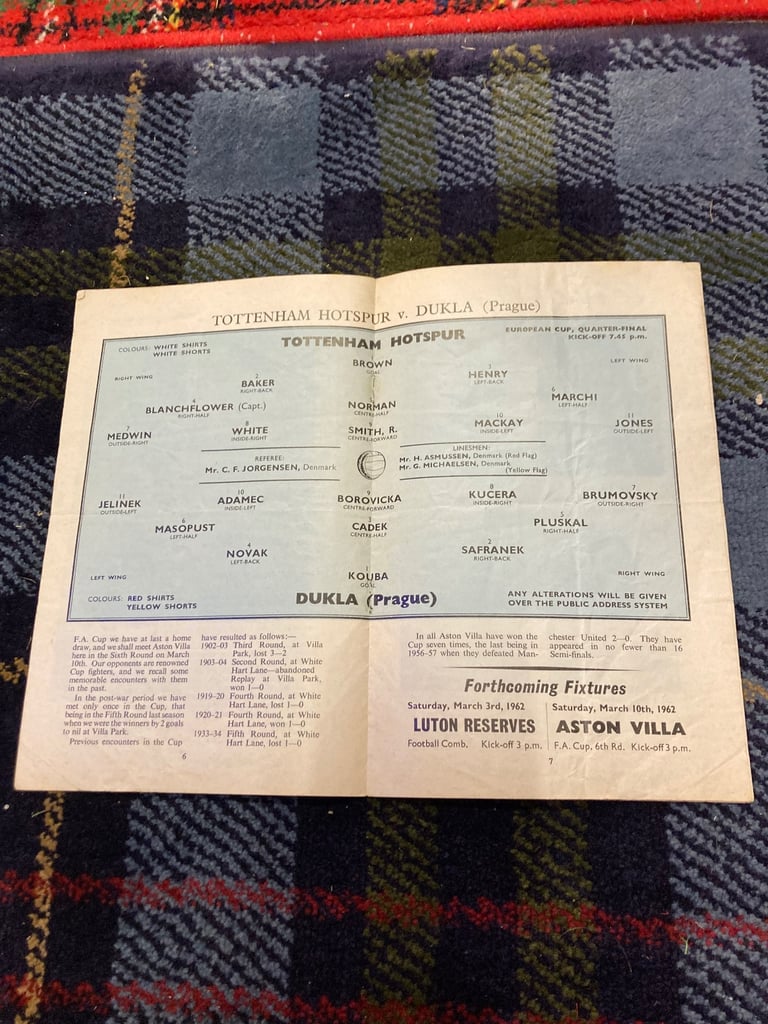 TOTTENHAM HOTSPUR v. DUKLA (Prague)
COLOURS: WHITE SHIRTS
WHITE SHORTS
TOTTENHAM HOTSPUR
EUROPEAN CUP, QUARTER-FINAL
KICK-OFF 7.45 p.m.
BROWN
GOAL
1
RIGHT WING
LEFT WING
2
BAKER
RIGHT-BACK
HENRY
LEFT-BACK
4
BLANCHFLOWER (Capt.)
RIGHT-HALF
NORMAN
CENTRE-HALF
6
MARCHI
LEFT-HALF
7
MEDWIN
OUTSIDE-RIGHT
8
WHITE
INSIDE-RIGHT
9
SMITH, R.
CENTRE-FORWARD
10
MACKAY
INSIDE-LEFT
11
JONES
OUTSIDE-LEFT
REFEREE:
Mr. C. F. JORGENSEN, Denmark
LINESMEN:
Mr. H. ASMUSSEN, Denmark (Red Flag)
Mr. G. MICHAELSEN, Denmark
(Yellow Flag)
11
JELINEK
OUTSIDE-LEFT
10
ADAMEC
INSIDE-LEFT
9
BOROVICKA
CENTRE-FORWARD
8
KUCERA
INSIDE-RIGHT
7
BRUMOVSKY
OUTSIDE-RIGHT
6
MASOPUST
LEFT-HALF
3
CADEK
CENTRE-HALF
5
PLUSKAL
RIGHT-HALF
4
NOVAK
LEFT-BACK
2
SAFRANEK
RIGHT-BACK
1
KOUBA
GOAL
LEFT WING
RIGHT WING
COLOURS: RED SHIRTS
YELLOW SHORTS
DUKLA (Prague)
ANY ALTERATIONS WILL BE GIVEN
OVER THE PUBLIC ADDRESS SYSTEM
F.A. Cup we have at last a home
draw, and we shall meet Aston Villa
here in the Sixth Round on March
10th. Our opponents are renowned
Cup fighters, and we recall some
memorable encounters with them
in the past.
In the post-war period we have
met only once in the Cup, that
being in the Fifth Round last season
when we were the winners by 2 goals
to nil at Villa Park.
Previous encounters in the Cup
have resulted as follows:—
1902-03 Third Round, at Villa
Park, lost 3—2
1903-04 Second Round, at White
Hart Lane—abandoned
Replay at Villa Park,
won 1—0
1919-20 Fourth Round, at White
Hart Lane, lost 1—0
1920-21 Fourth Round, at White
Hart Lane, won 1—0
1933-34 Fifth Round, at White
Hart Lane, lost 1—0
6
In all Aston Villa have won the
Cup seven times, the last being in
1956-57 when they defeated Man-
chester United 2—0. They have
appeared in no fewer than 16
Semi-finals.
Forthcoming Fixtures
Saturday, March 3rd, 1962
LUTON RESERVES
Football Comb. Kick-off 3 p.m.
Saturday, March 10th, 1962
ASTON VILLA
F.A. Cup, 6th Rd. Kick-off 3 p.m.
7